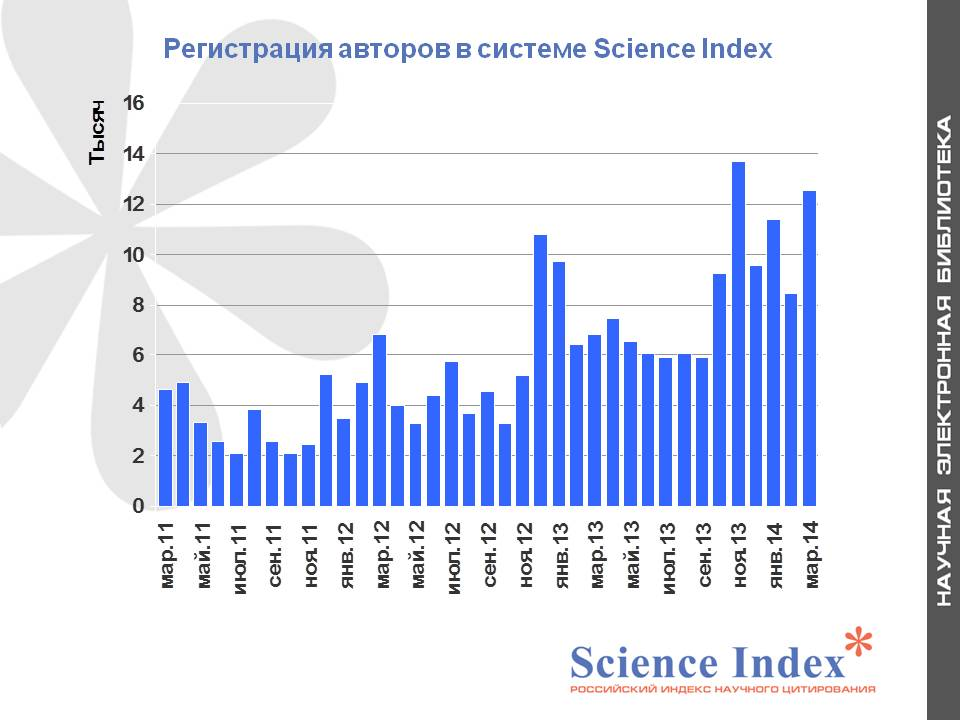 Регистрация авторов в системе Science Index
Тысяч
16
14
12
10
8
6
4
2
0
мар.11
май.11
июл.11
сен.11
ноя.11
янв.12
мар.12
май.12
июл.12
сен.12
ноя.12
янв.13
мар.13
май.13
июл.13
сен.13
ноя.13
янв.14
мар.14
Science Index*
РОССИЙСКИЙ ИНДЕКС НАУЧНОГО ЦИТИРОВАНИЯ
НАУЧНАЯ ЭЛЕКТРОННАЯ БИБЛИОТЕКА